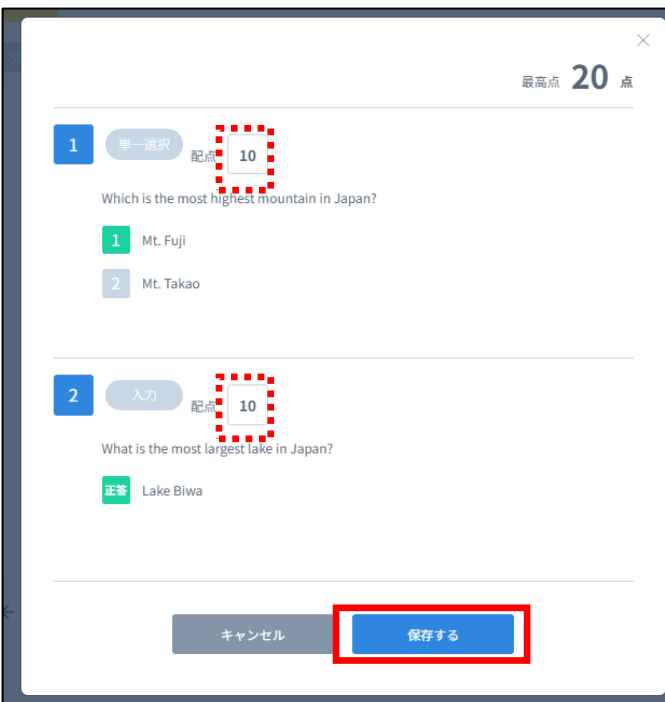 最高点 20 点
1 単一選択 配点 10
Which is the most highest mountain in Japan?
1 Mt. Fuji
2 Mt. Takao
2 入力 配点 10
What is the most largest lake in Japan?
正答 Lake Biwa
キャンセル 保存する